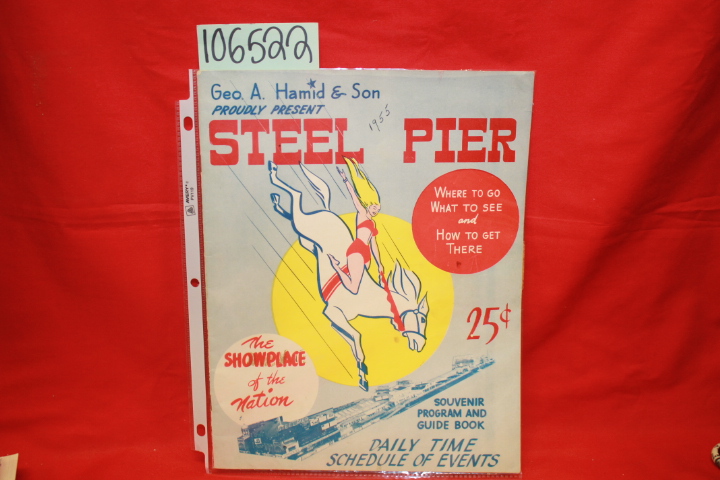 106522
Geo. A. Hamid & Son
PROUDLY PRESENT
1955
STEEL PIER
WHERE TO GO
WHAT TO SEE
and
HOW TO GET
THERE
25¢
The
SHOWPLACE
of the
Nation
SOUVENIR
PROGRAM AND
GUIDE BOOK
DAILY TIME
SCHEDULE OF EVENTS